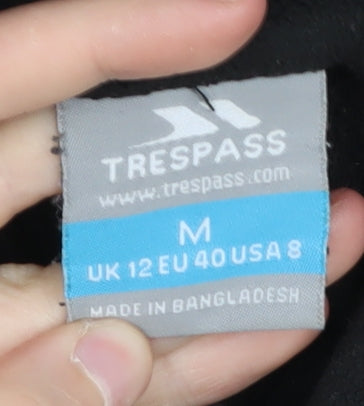 TRESPASS
www.trespass.com
M
UK 12 EU 40 USA 8
MADE IN BANGLADESH